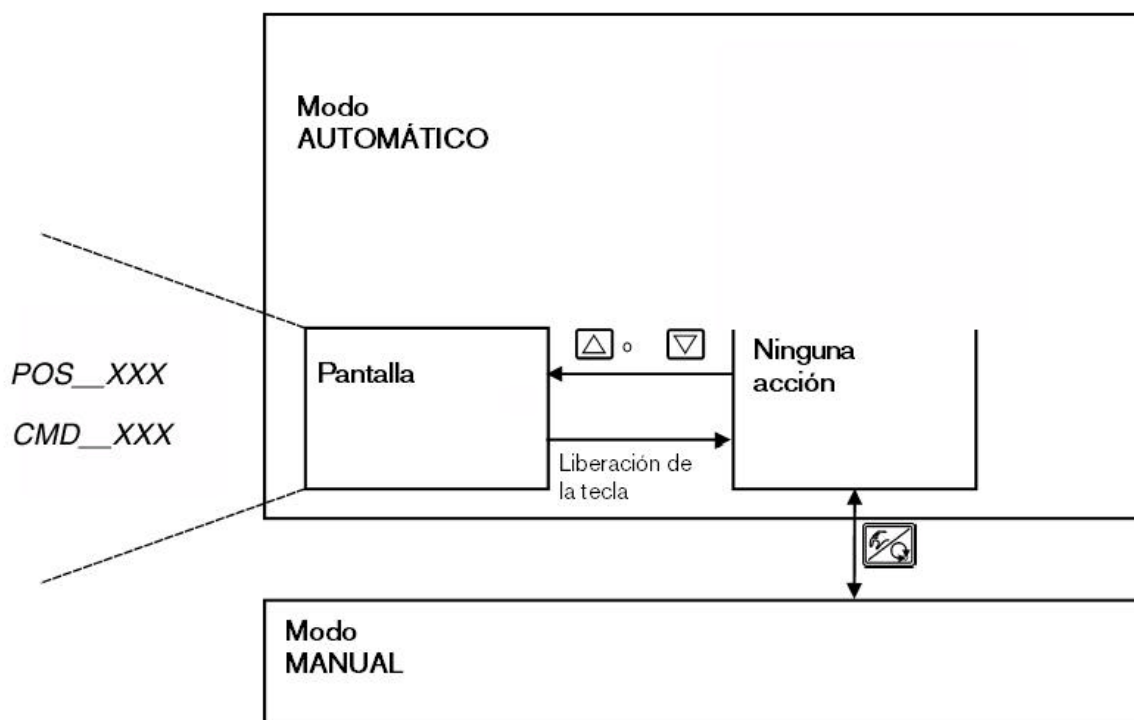 Modo
AUTOMÁTICO
POS__XXX
CMD__XXX
Pantalla
o
Ninguna
acción
Liberación de
la tecla
Modo
MANUAL